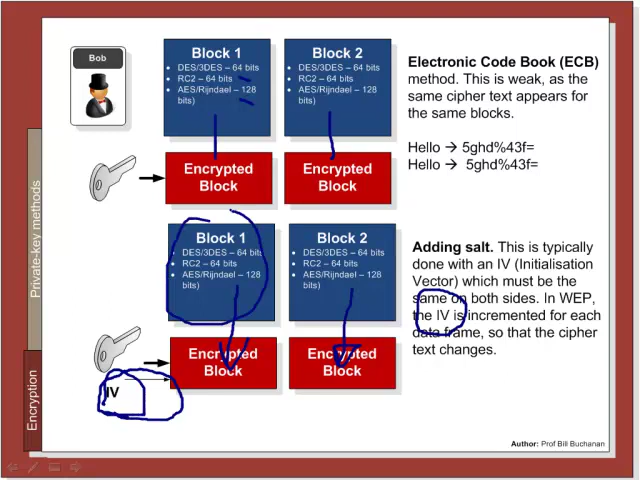 Bob
Block 1
• DES/3DES – 64 bits
• RC2 – 64 bits
• AES/Rijndael – 128
bits)
Block 2
• DES/3DES – 64 bits
• RC2 – 64 bits
• AES/Rijndael – 128
bits)
Electronic Code Book (ECB)
method. This is weak, as the
same cipher text appears for
the same blocks.
Hello → 5ghd%43f=
Hello → 5ghd%43f=
Encrypted
Block
Encrypted
Block
Block 1
• DES/3DES – 64 bits
• RC2 – 64 bits
• AES/Rijndael – 128
bits)
Block 2
• DES/3DES – 64 bits
• RC2 – 64 bits
• AES/Rijndael – 128
bits)
Adding salt. This is typically
done with an IV (Initialisation
Vector) which must be the
same on both sides. In WEP,
the IV is incremented for each
data frame, so that the cipher
text changes.
Encrypted
Block
Encrypted
Block
IV
Private-key methods
Encryption
Author: Prof Bill Buchanan